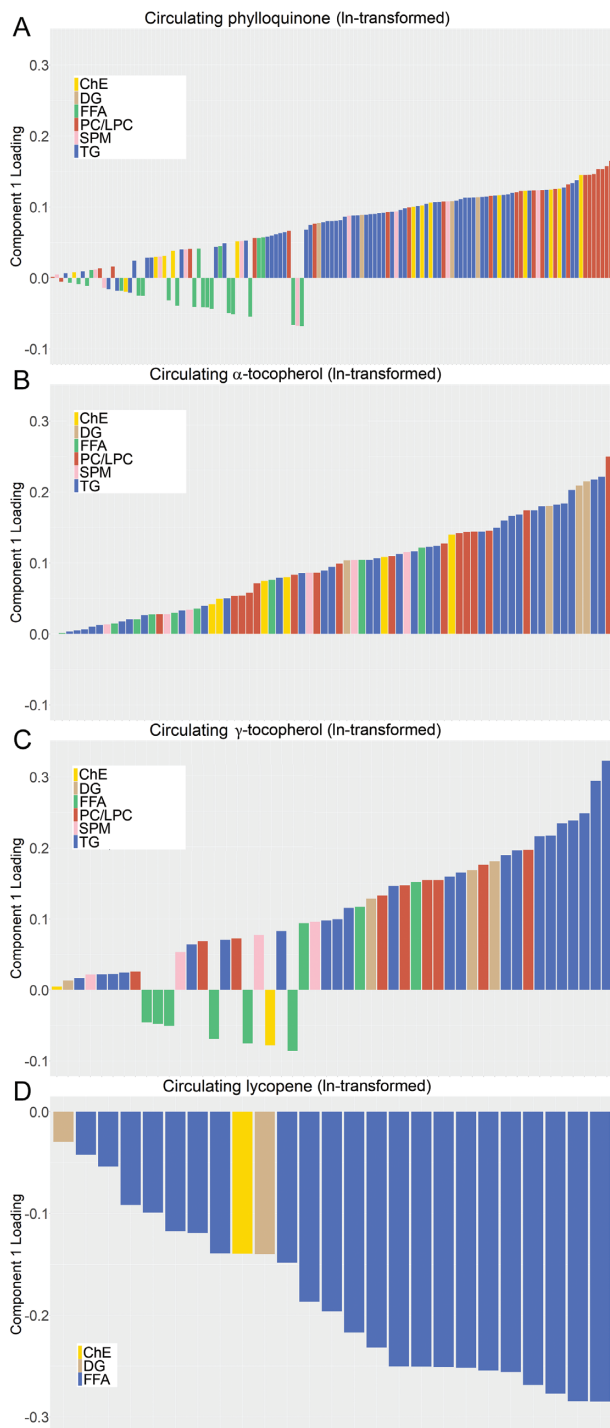 A
Circulating phylloquinone (ln-transformed)
0.3
0.2
0.1
0.0
-0.1
Component 1 Loading
ChE
DG
FFA
PC/LPC
SPM
TG
B
Circulating α-tocopherol (ln-transformed)
0.3
0.2
0.1
0.0
-0.1
Component 1 Loading
ChE
DG
FFA
PC/LPC
SPM
TG
C
Circulating γ-tocopherol (ln-transformed)
0.3
0.2
0.1
0.0
-0.1
Component 1 Loading
ChE
DG
FFA
PC/LPC
SPM
TG
D
Circulating lycopene (ln-transformed)
0.0
-0.1
-0.2
-0.3
Component 1 Loading
ChE
DG
FFA